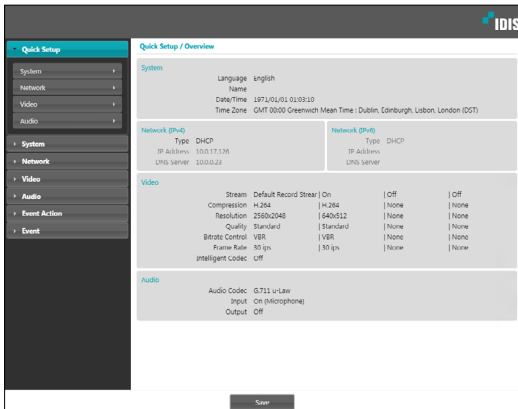 IDIS
Quick Setup
System
Network
Video
Audio
System
Network
Video
Audio
Event Action
Event
Quick Setup / Overview
System
Language English
Name
Date/Time 1971/01/01 01:03:10
Time Zone GMT 00:00 Greenwich Mean Time : Dublin, Edinburgh, Lisbon, London (DST)
Network (IPv4)
Type DHCP
IP Address 10.0.17.126
DNS Server 10.0.0.23
Network (IPv6)
Type DHCP
IP Address
DNS Server
Video
Stream Default Record Strear | On | Off | Off
Compression H.264 | H.264 | None | None
Resolution 2560x2048 | 640x512 | None | None
Quality Standard | Standard | None | None
Bitrate Control VBR | VBR | None | None
Frame Rate 30 ips | 30 ips | None | None
Intelligent Codec Off
Audio
Audio Codec G.711 u-Law
Input On (Microphone)
Output Off
Save